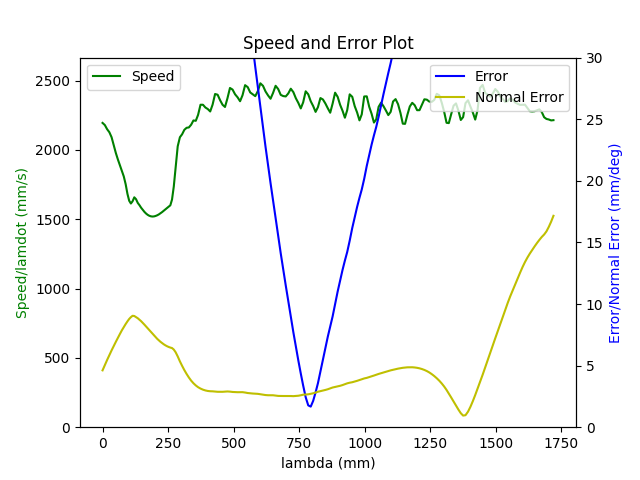 Speed and Error Plot
Speed
Error
Normal Error
2500
2000
1500
1000
500
0
Speed/lamdot (mm/s)
30
25
20
15
10
5
0
Error/Normal Error (mm/deg)
0 250 500 750 1000 1250 1500 1750
lambda (mm)